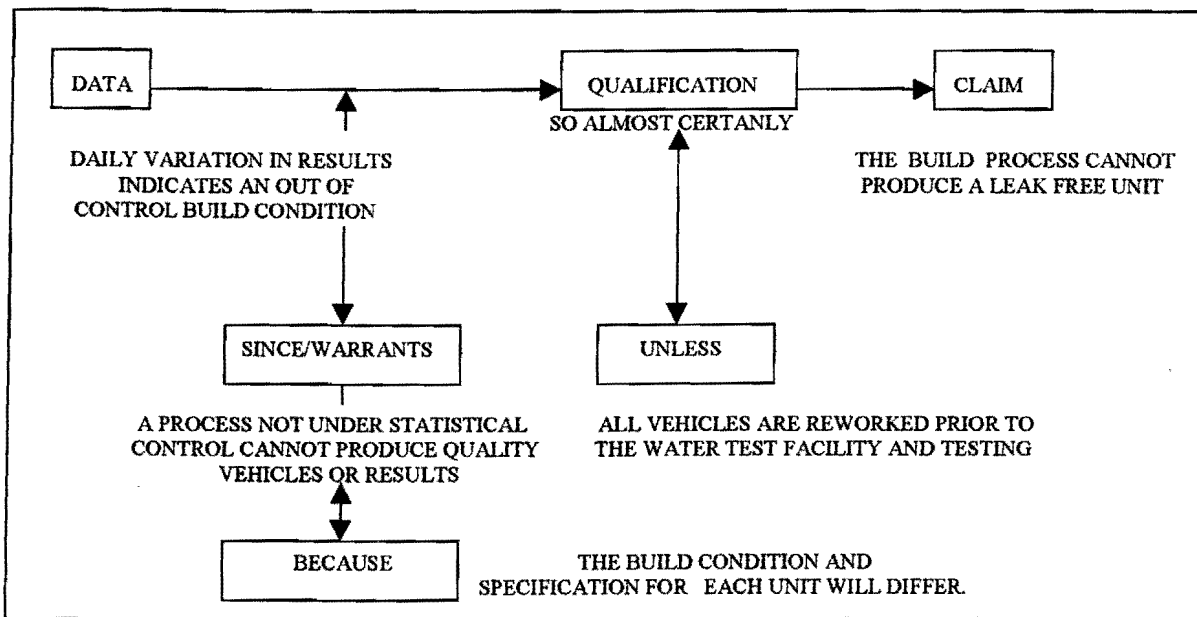 DATA
QUALIFICATION
CLAIM
SO ALMOST CERTANLY
DAILY VARIATION IN RESULTS
INDICATES AN OUT OF
CONTROL BUILD CONDITION
THE BUILD PROCESS CANNOT
PRODUCE A LEAK FREE UNIT
SINCE/WARRANTS
UNLESS
A PROCESS NOT UNDER STATISTICAL
CONTROL CANNOT PRODUCE QUALITY
VEHICLES OR RESULTS
ALL VEHICLES ARE REWORKED PRIOR TO
THE WATER TEST FACILITY AND TESTING
BECAUSE
THE BUILD CONDITION AND
SPECIFICATION FOR EACH UNIT WILL DIFFER.